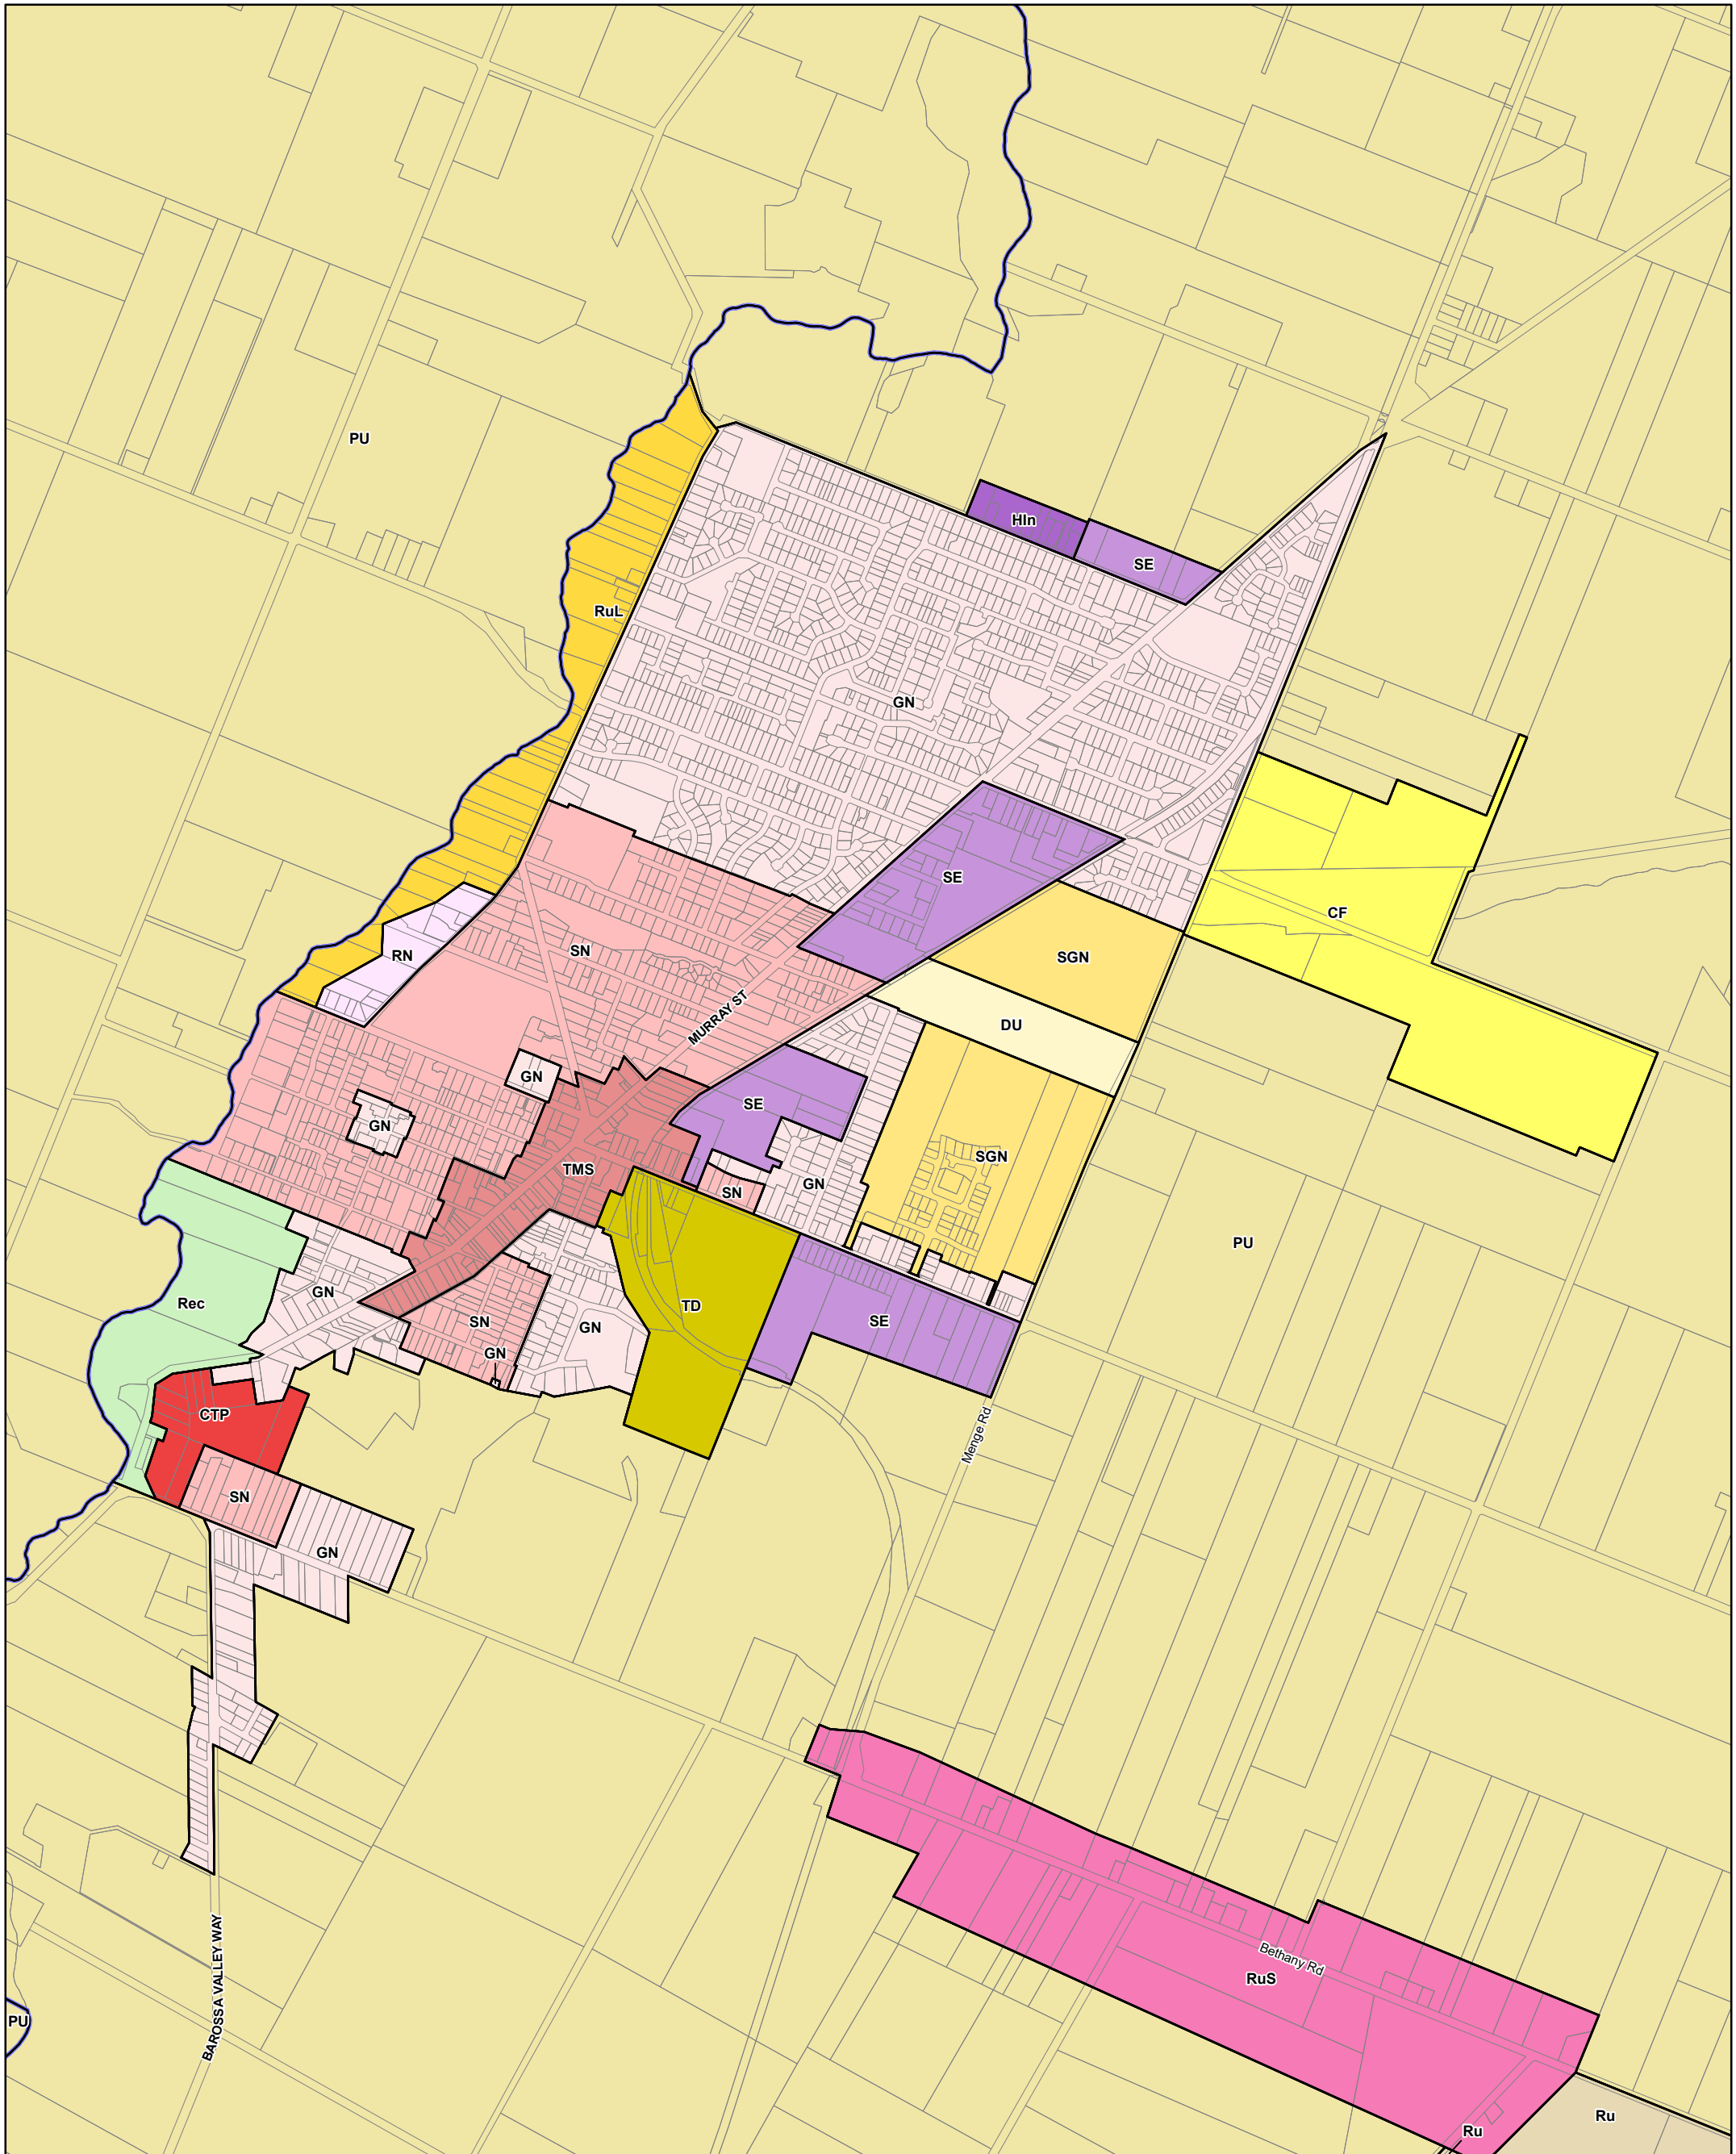 PU
HIn
SE
RuL
GN
SE
CF
RN
SN
SGN
MURRAY ST
DU
GN
SE
GN
SGN
TMS
GN
SN
PU
GN
Rec
TD
SE
SN
GN
GN
CTP
Menge Rd
SN
GN
BAROSSA VALLEY WAY
Bethany Rd
RuS
PU
Ru
Ru